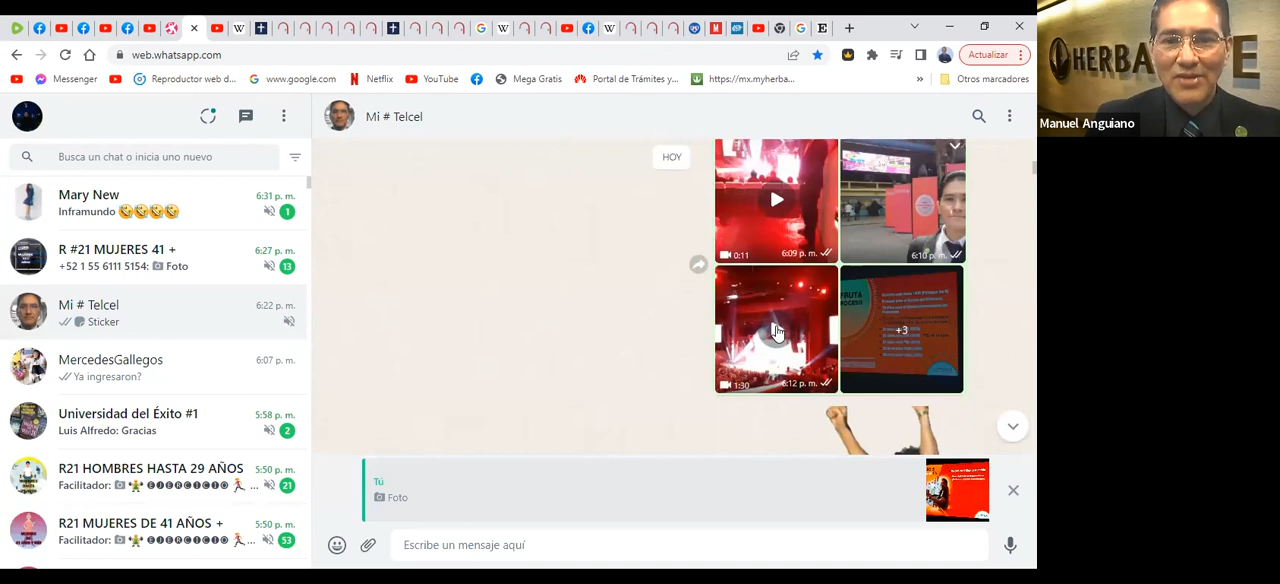 web.whatsapp.com
Actualizar
Messenger
Reproductor web d...
www.google.com
Netflix
YouTube
Mega Gratis
Portal de Trámites y...
https://mx.myherba...
»
Otros marcadores
Busca un chat o inicia uno nuevo
Mary New
6:31 p. m.
Inframundo 🤣🤣🤣🤣
1
R #21 MUJERES 41 +
6:27 p. m.
+52 1 55 6111 5154: Foto
13
Mi # Telcel
6:22 p. m.
Sticker
MercedesGallegos
6:07 p. m.
Ya ingresaron?
Universidad del Éxito #1
5:58 p. m.
Luis Alfredo: Gracias
2
R21 HOMBRES HASTA 29 AÑOS
5:50 p. m.
Facilitador: 🅔🅙🅔🅡🅒🅘🅒🅘🅞 ...
21
R21 MUJERES DE 41 AÑOS +
5:50 p. m.
Facilitador: 🅔🅙🅔🅡🅒🅘🅒🅘🅞 ...
53
Mi # Telcel
HOY
0:11
6:09 p. m.
6:10 p. m.
1:30
6:12 p. m.
FRUTA
+3
Tú
Foto
Escribe un mensaje aquí
HERBA E
Manuel Anguiano